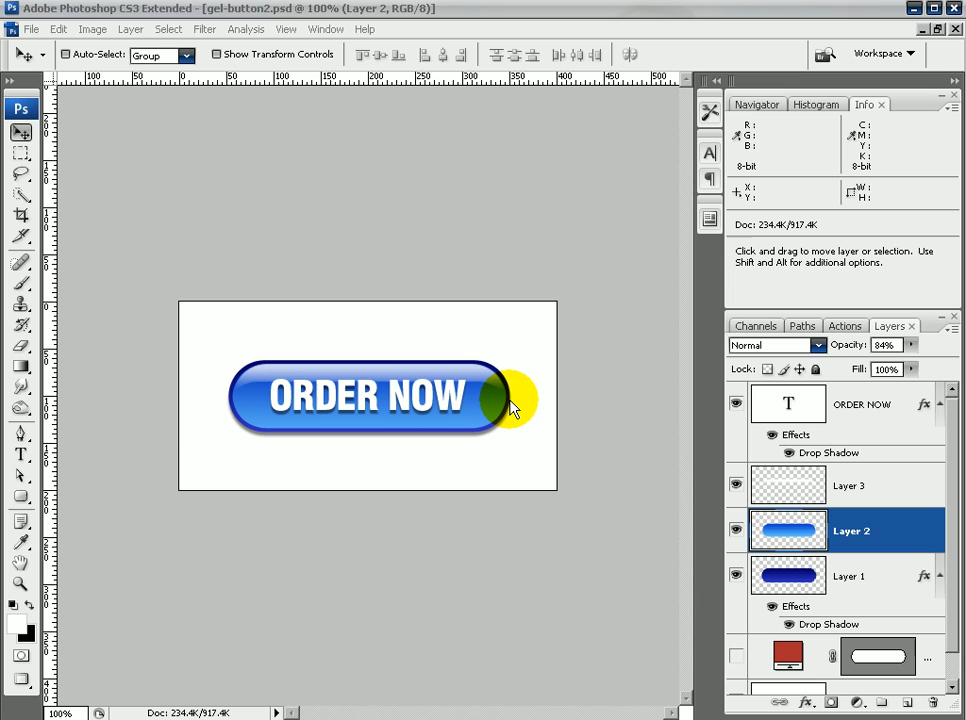 Adobe Photoshop CS3 Extended - [gel-button2.psd @ 100% (Layer 2, RGB/8)]
File Edit Image Layer Select Filter Analysis View Window Help
Auto-Select: Group Show Transform Controls Workspace
100 50 0 50 100 150 200 250 300 350 400 450 500
Ps
Navigator Histogram Info
R: C:
G: M:
B: Y:
K:
8-bit 8-bit
X: W:
Y: H:
Doc: 234.4K/917.4K
Click and drag to move layer or selection. Use
Shift and Alt for additional options.
Channels Paths Actions Layers
Normal Opacity: 84%
Lock: Fill: 100%
T ORDER NOW fx
Effects
Drop Shadow
Layer 3
Layer 2
Layer 1 fx
Effects
Drop Shadow
...
ORDER NOW
100% Doc: 234.4K/917.4K